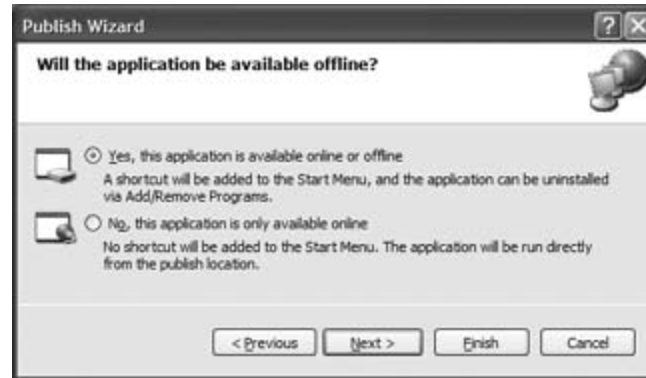 Publish Wizard
Will the application be available offline?
Yes, this application is available online or offline
A shortcut will be added to the Start Menu, and the application can be uninstalled
via Add/Remove Programs.
No, this application is only available online
No shortcut will be added to the Start Menu. The application will be run directly
from the publish location.
< Previous Next > Finish Cancel